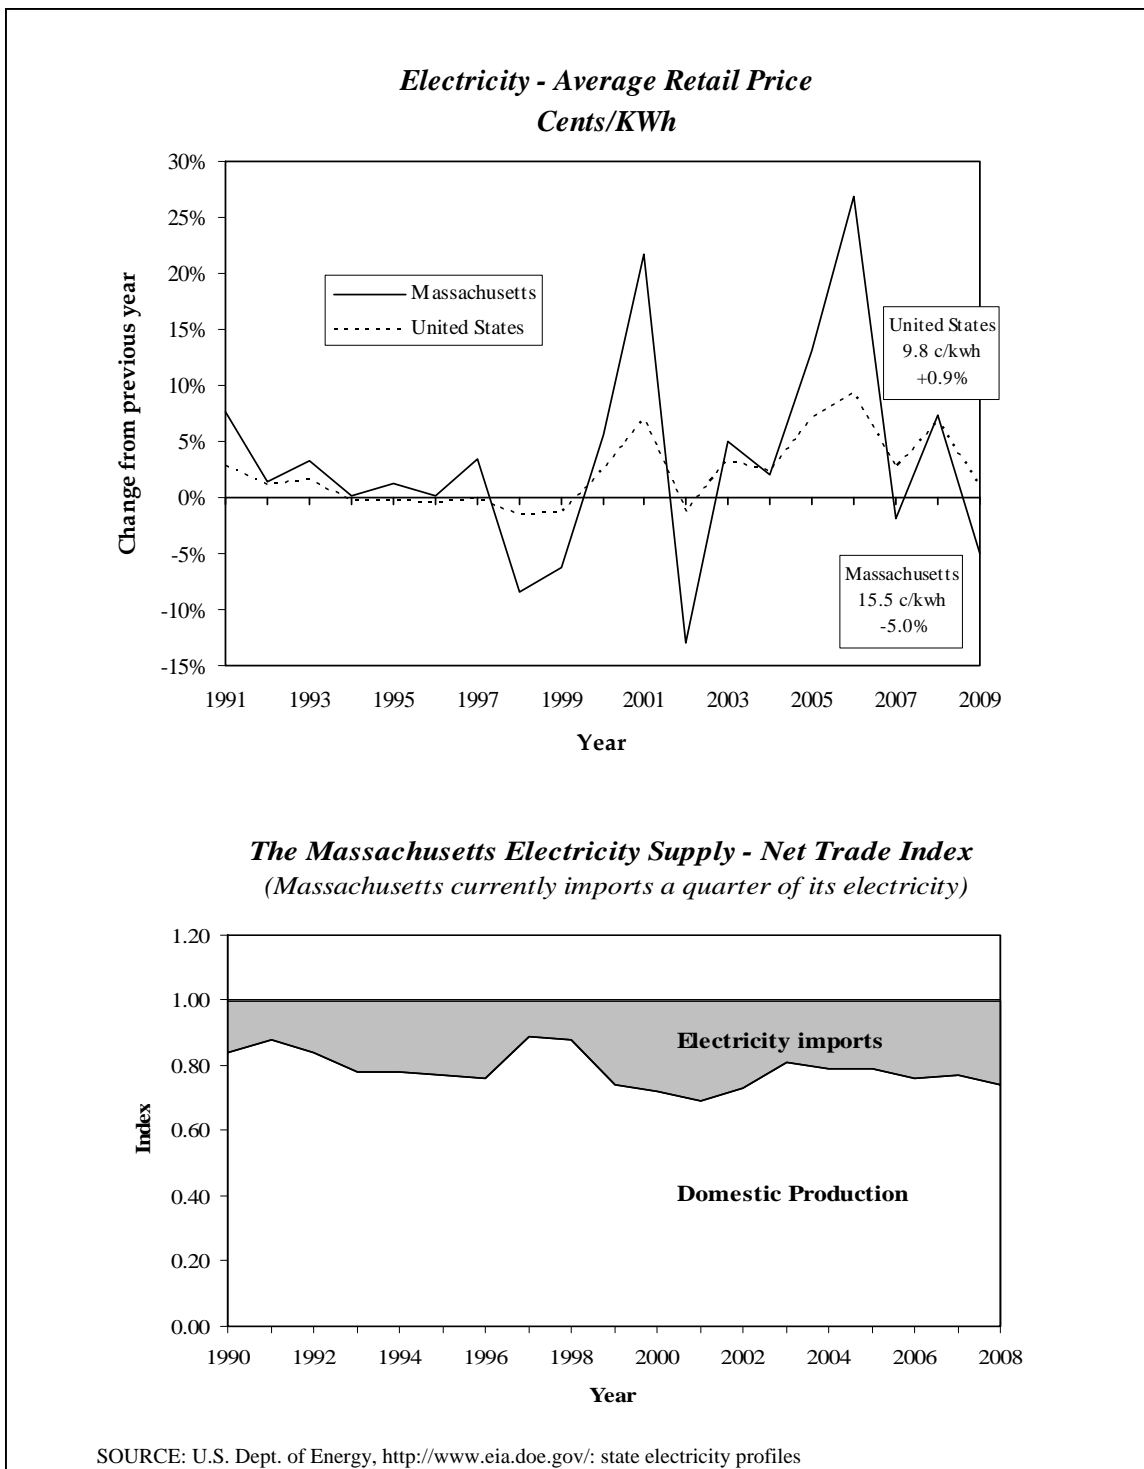 Electricity - Average Retail Price
Cents/KWh
30%
25%
20%
15%
10%
5%
0%
-5%
-10%
-15%
Change from previous year
Massachusetts
United States
United States
9.8 c/kwh
+0.9%
Massachusetts
15.5 c/kwh
-5.0%
1991 1993 1995 1997 1999 2001 2003 2005 2007 2009
Year
The Massachusetts Electricity Supply - Net Trade Index
(Massachusetts currently imports a quarter of its electricity)
1.20
1.00
0.80
0.60
0.40
0.20
0.00
Index
Electricity imports
Domestic Production
1990 1992 1994 1996 1998 2000 2002 2004 2006 2008
Year
SOURCE: U.S. Dept. of Energy, http://www.eia.doe.gov/: state electricity profiles